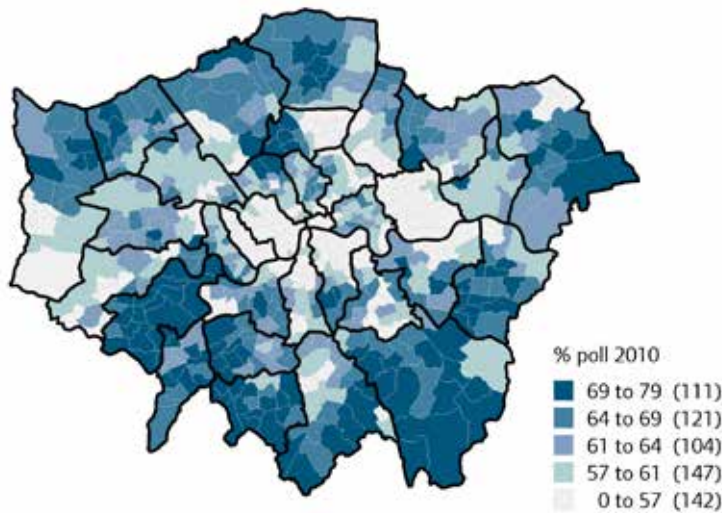 % poll 2010
69 to 79 (111)
64 to 69 (121)
61 to 64 (104)
57 to 61 (147)
0 to 57 (142)